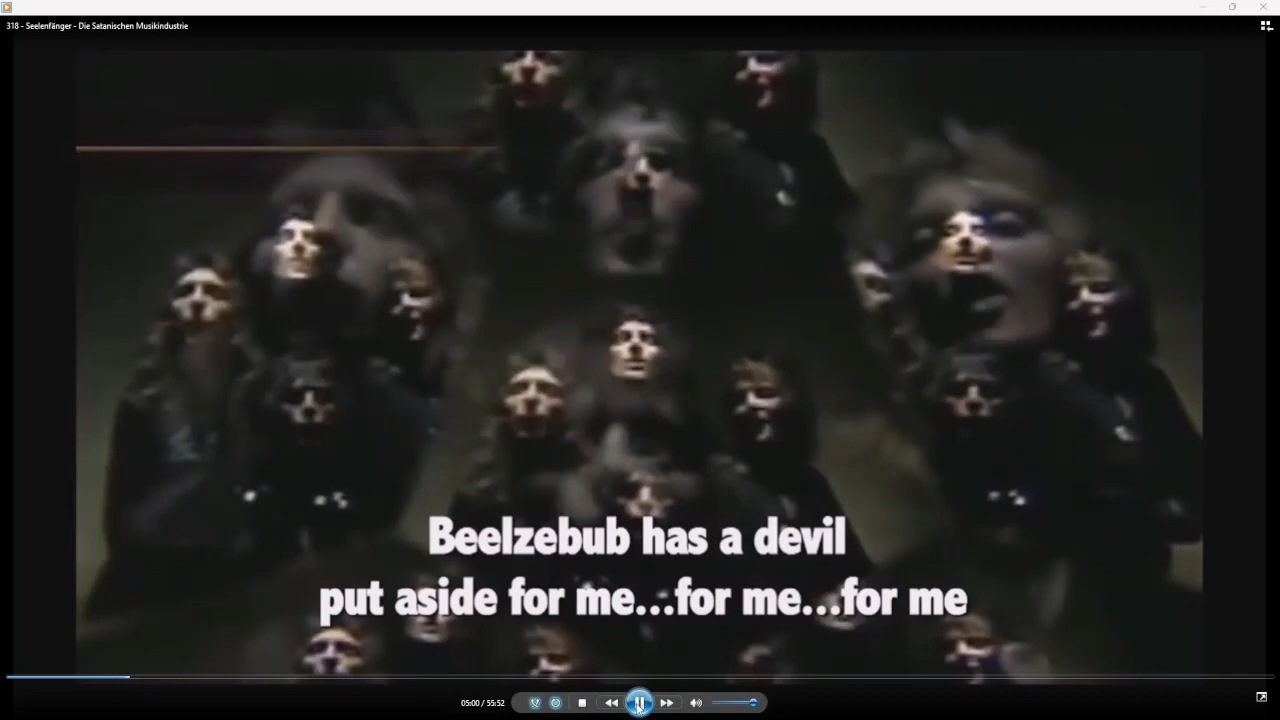 318 - Seelenfänger - Die Satanischen Musikindustrie
Beelzebub has a devil
put aside for me...for me...for me
05:00 / 55:52